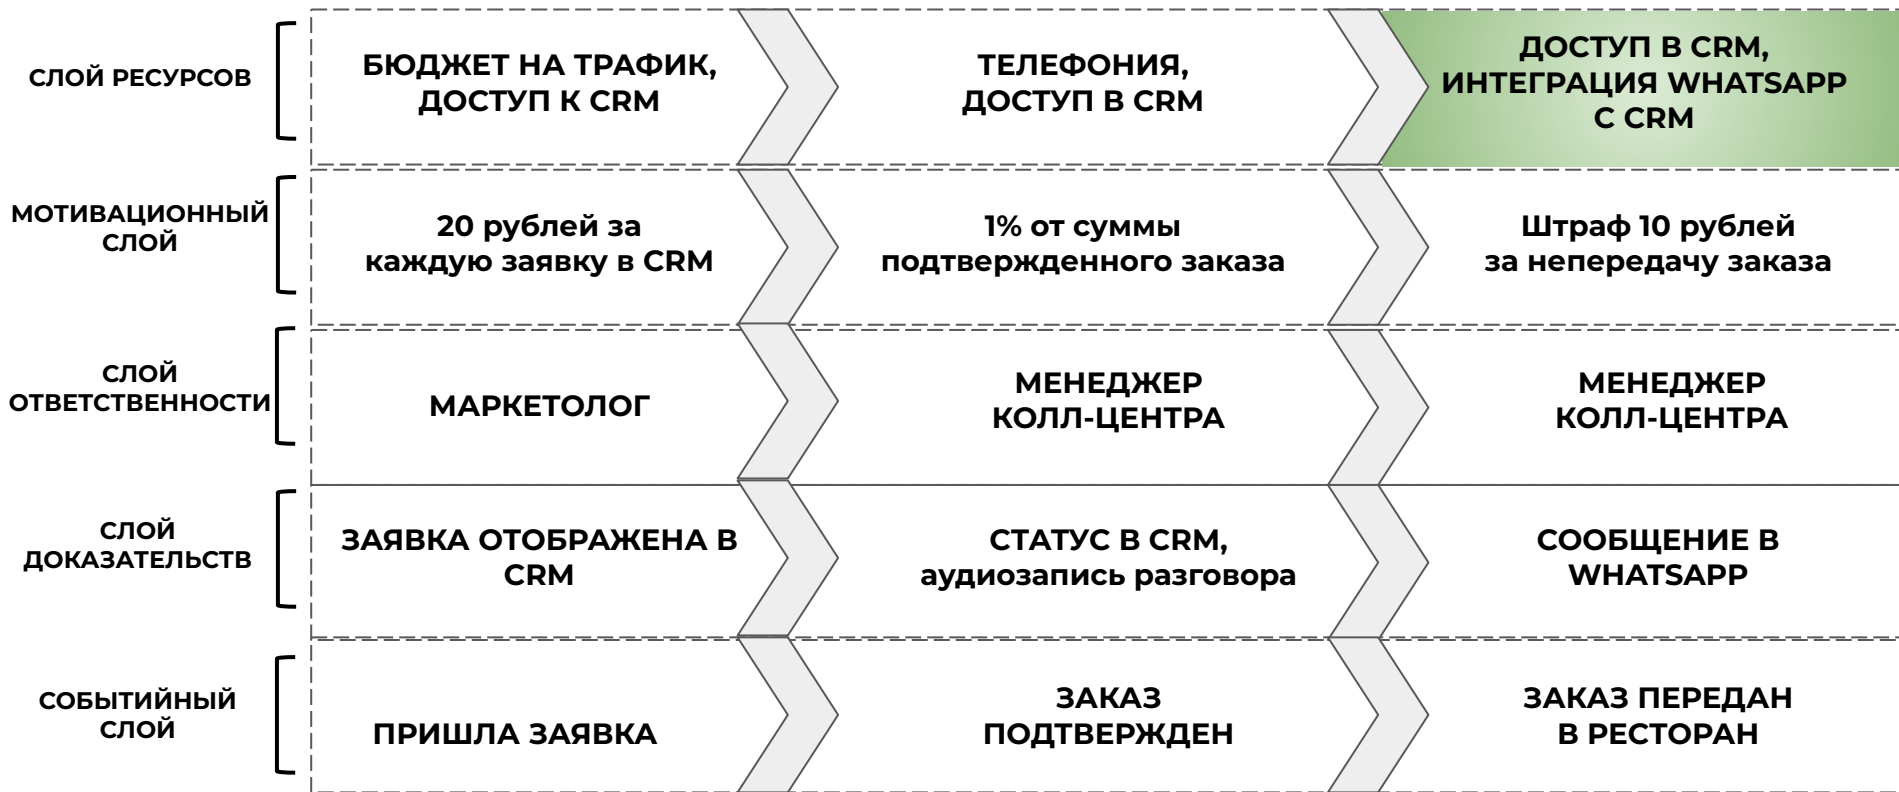 СЛОЙ РЕСУРСОВ
БЮДЖЕТ НА ТРАФИК,
ДОСТУП К CRM
ТЕЛЕФОНИЯ,
ДОСТУП В CRM
ДОСТУП В CRM,
ИНТЕГРАЦИЯ WHATSAPP
С CRM
МОТИВАЦИОННЫЙ
СЛОЙ
20 рублей за
каждую заявку в CRM
1% от суммы
подтвержденного заказа
Штраф 10 рублей
за непередачу заказа
СЛОЙ
ОТВЕТСТВЕННОСТИ
МАРКЕТОЛОГ
МЕНЕДЖЕР
КОЛЛ-ЦЕНТРА
МЕНЕДЖЕР
КОЛЛ-ЦЕНТРА
СЛОЙ
ДОКАЗАТЕЛЬСТВ
ЗАЯВКА ОТОБРАЖЕНА В
CRM
СТАТУС В CRM,
аудиозапись разговора
СООБЩЕНИЕ В
WHATSAPP
СОБЫТИЙНЫЙ
СЛОЙ
ПРИШЛА ЗАЯВКА
ЗАКАЗ
ПОДТВЕРЖДЕН
ЗАКАЗ ПЕРЕДАН
В РЕСТОРАН